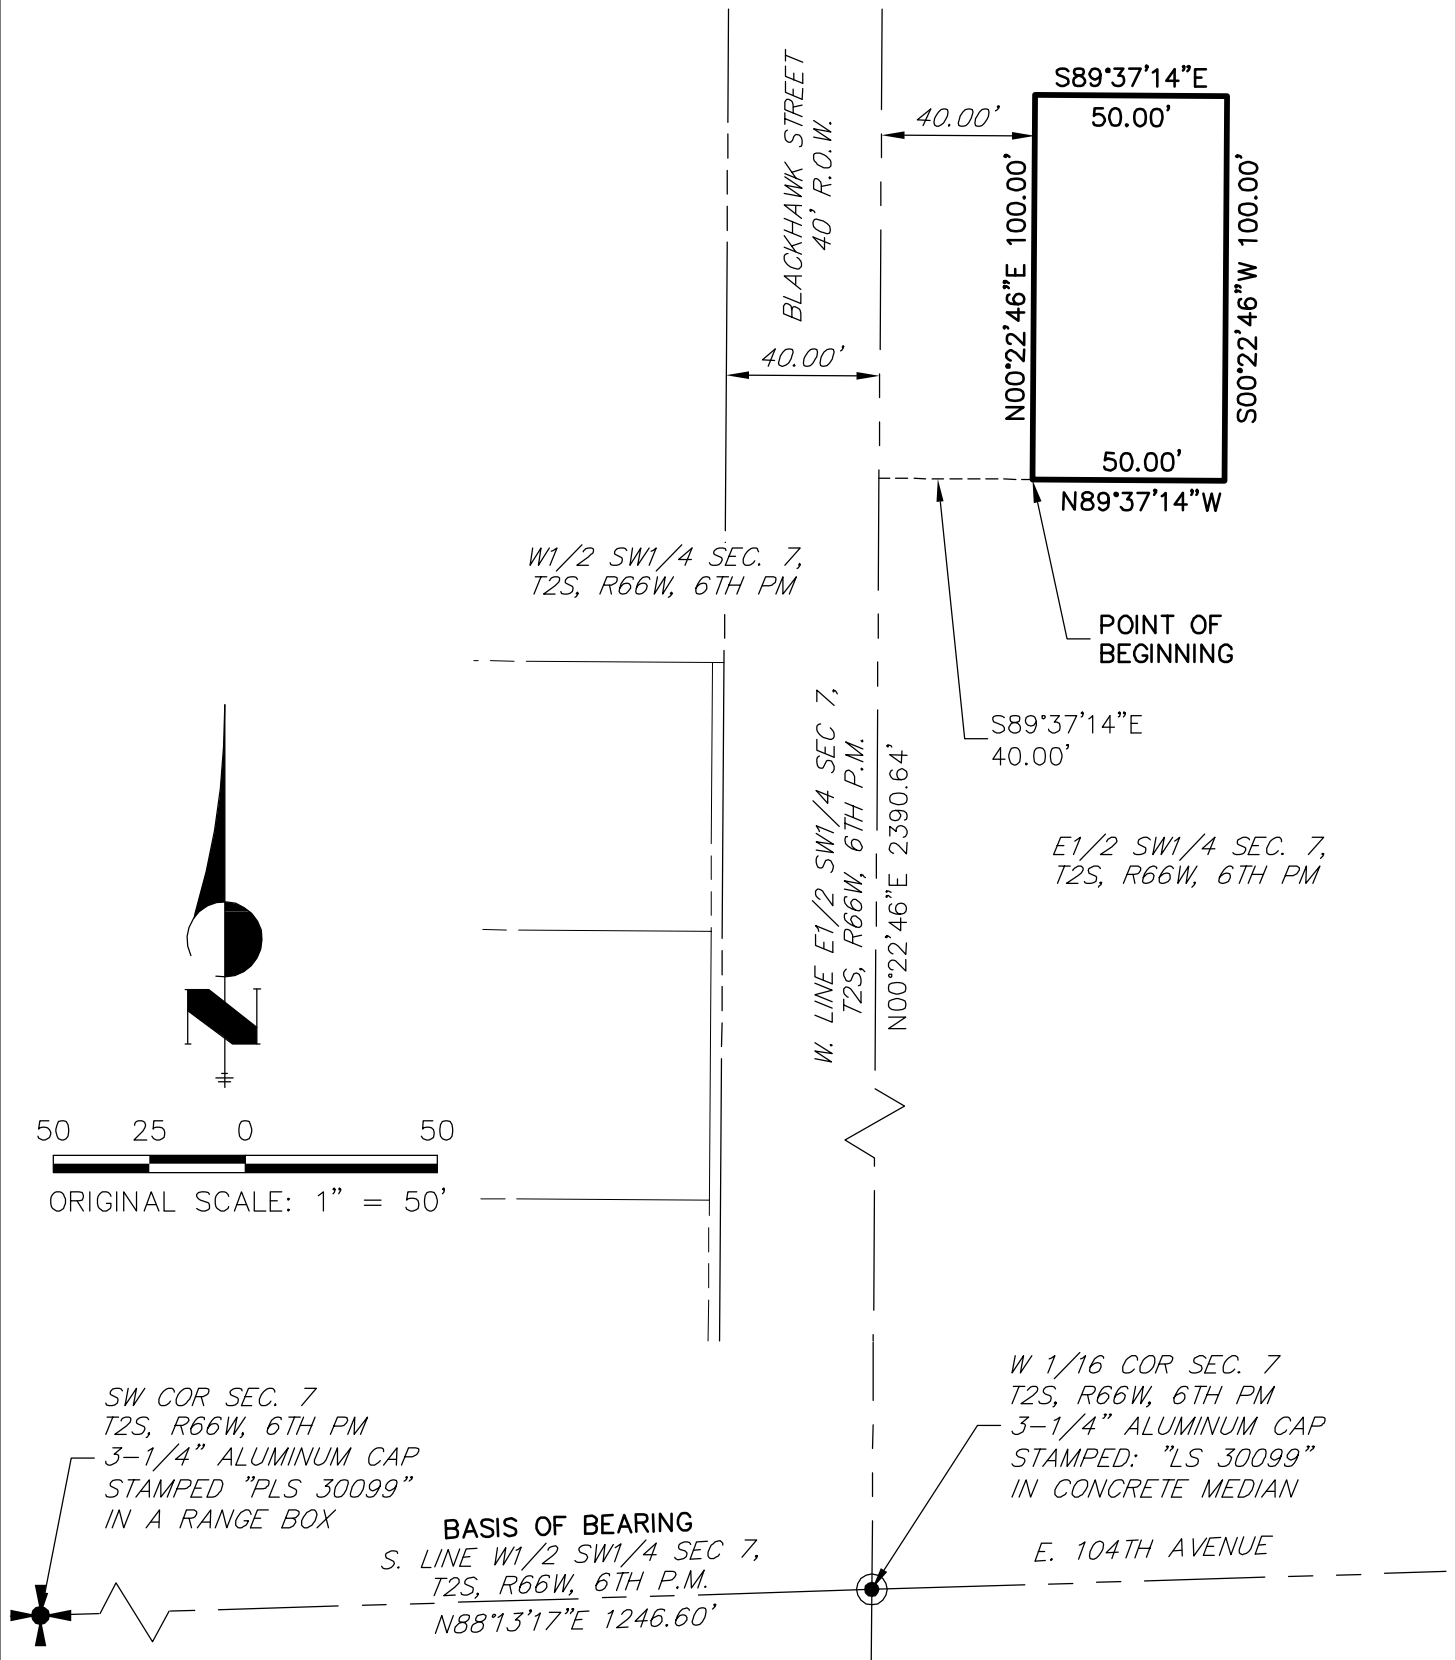 S89°37'14"E
50.00'
40.00'
BLACKHAWK STREET
40' R.O.W.
N00°22'46"E 100.00'
S00°22'46"W 100.00'
40.00'
50.00'
N89°37'14"W
W1/2 SW1/4 SEC. 7,
T2S, R66W, 6TH PM
POINT OF
BEGINNING
S89°37'14"E
40.00'
W. LINE E1/2 SW1/4 SEC 7,
T2S, R66W, 6TH P.M.
N00°22'46"E 2390.64'
E1/2 SW1/4 SEC. 7,
T2S, R66W, 6TH PM
N
50 25 0 50
ORIGINAL SCALE: 1" = 50'
SW COR SEC. 7
T2S, R66W, 6TH PM
3-1/4" ALUMINUM CAP
STAMPED "PLS 30099"
IN A RANGE BOX
W 1/16 COR SEC. 7
T2S, R66W, 6TH PM
3-1/4" ALUMINUM CAP
STAMPED: "LS 30099"
IN CONCRETE MEDIAN
BASIS OF BEARING
S. LINE W1/2 SW1/4 SEC 7,
T2S, R66W, 6TH P.M.
N88°13'17"E 1246.60'
E. 104TH AVENUE